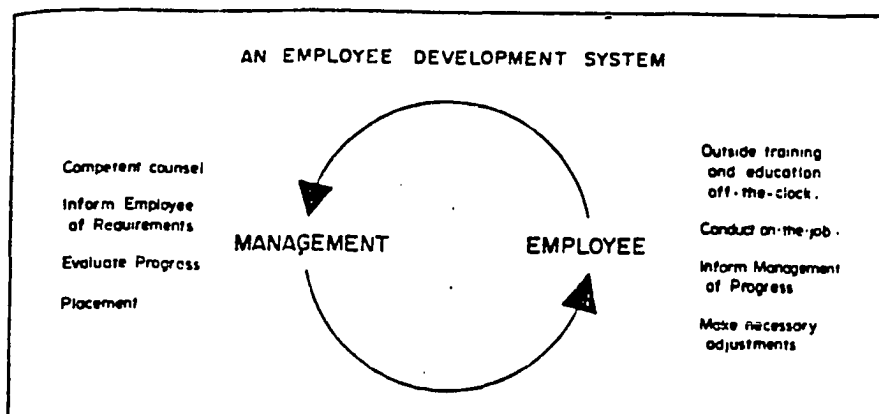 AN EMPLOYEE DEVELOPMENT SYSTEM
Competent counsel
Inform Employee
of Requirements
Evaluate Progress
Placement
MANAGEMENT
EMPLOYEE
Outside training
and education
off-the-clock.
Conduct on-the-job.
Inform Management
of Progress
Make necessary
adjustments